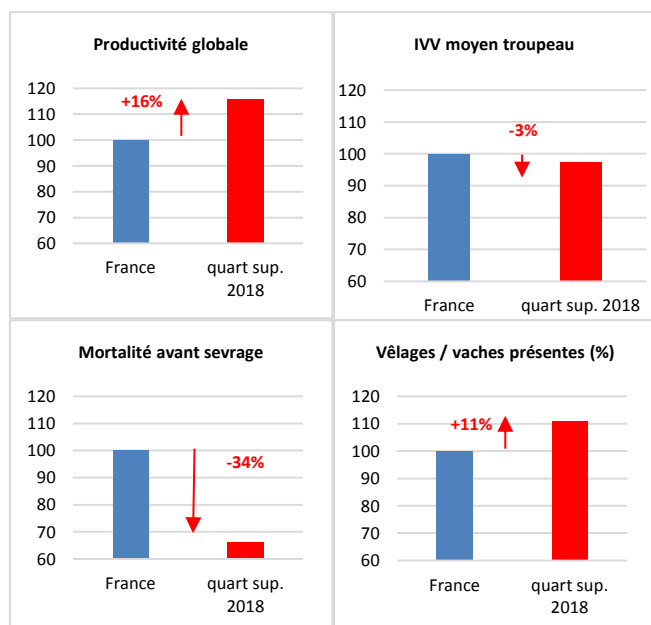 Productivité globale
120
110
100
90
80
70
60
+16%
France
quart sup.
2018
IVV moyen troupeau
120
110
100
90
80
70
60
-3%
France
quart sup. 2018
Mortalité avant sevrage
120
110
100
90
80
70
60
-34%
France
quart sup.
2018
Vêlages / vaches présentes (%)
120
110
100
90
80
70
60
+11%
France
quart sup.
2018